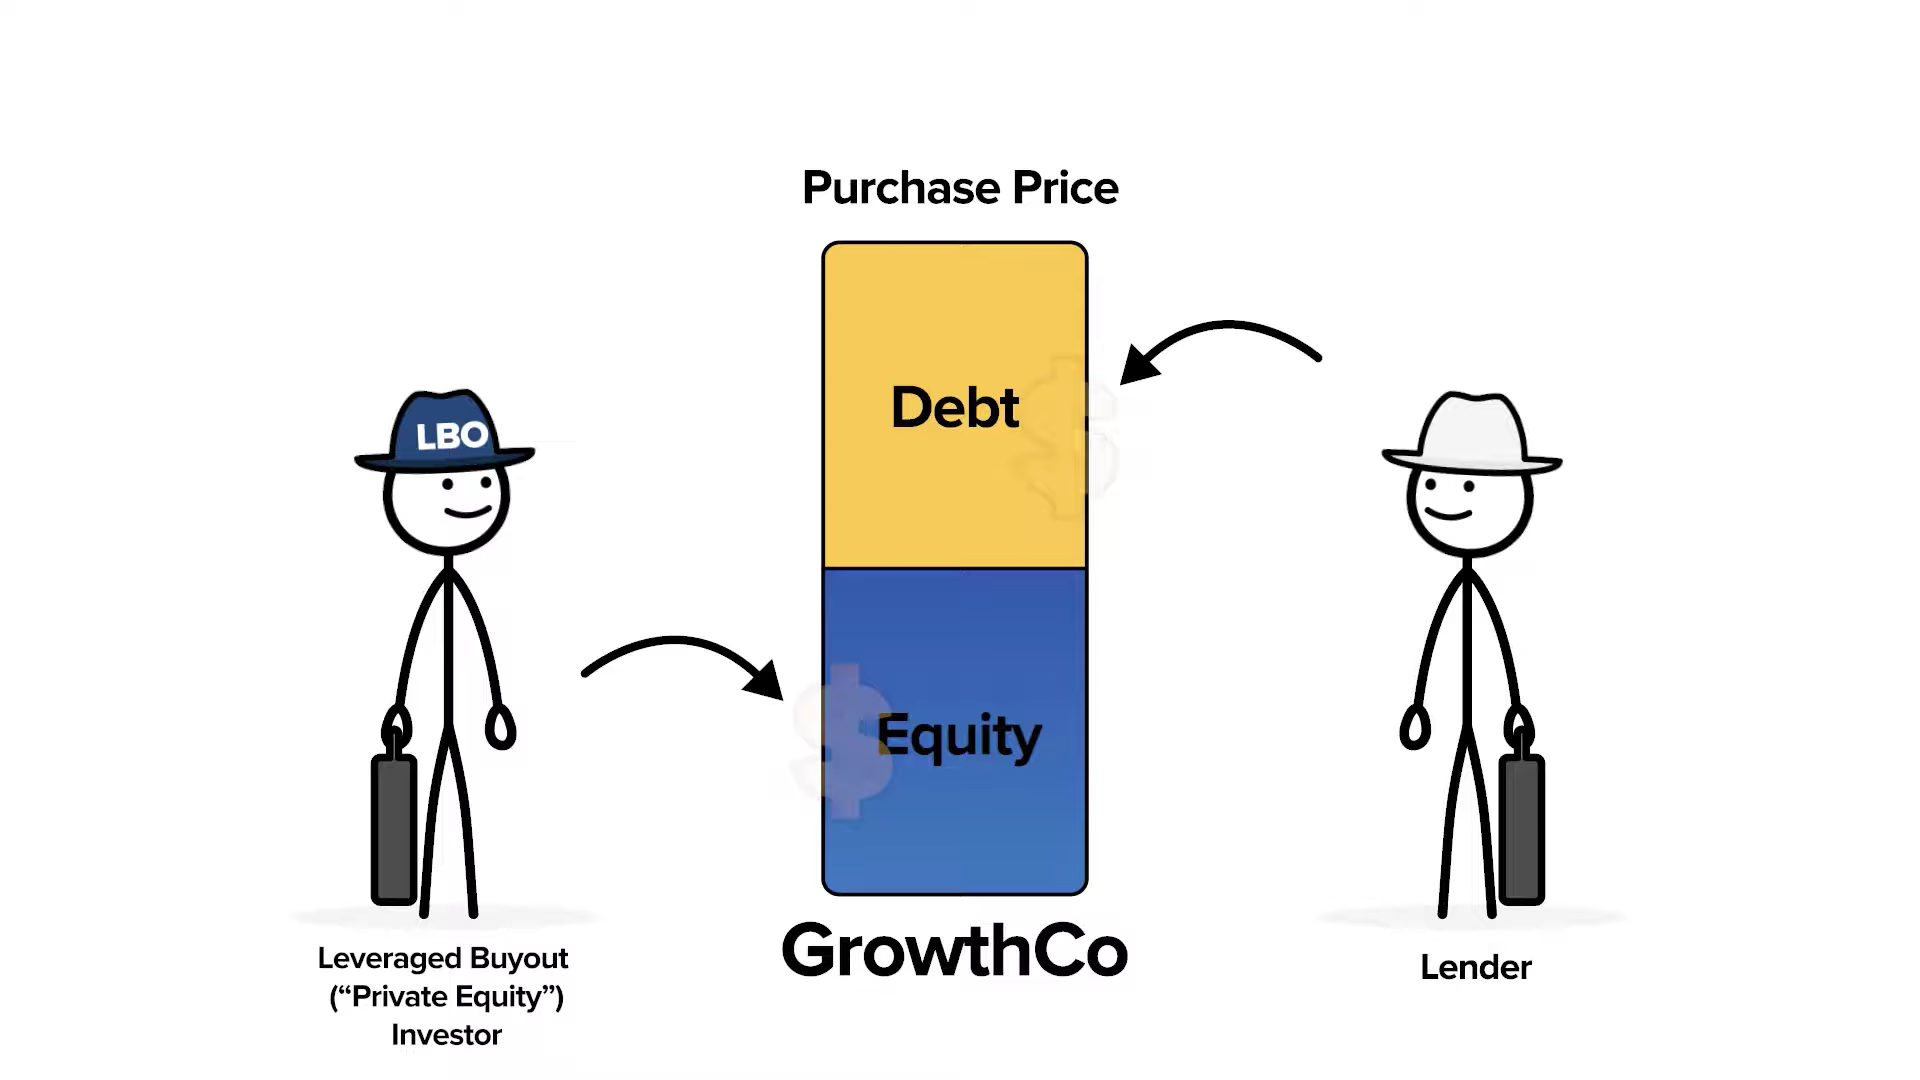 Purchase Price
Debt
LBO
Equity
GrowthCo
Leveraged Buyout
(“Private Equity”)
Investor
Lender